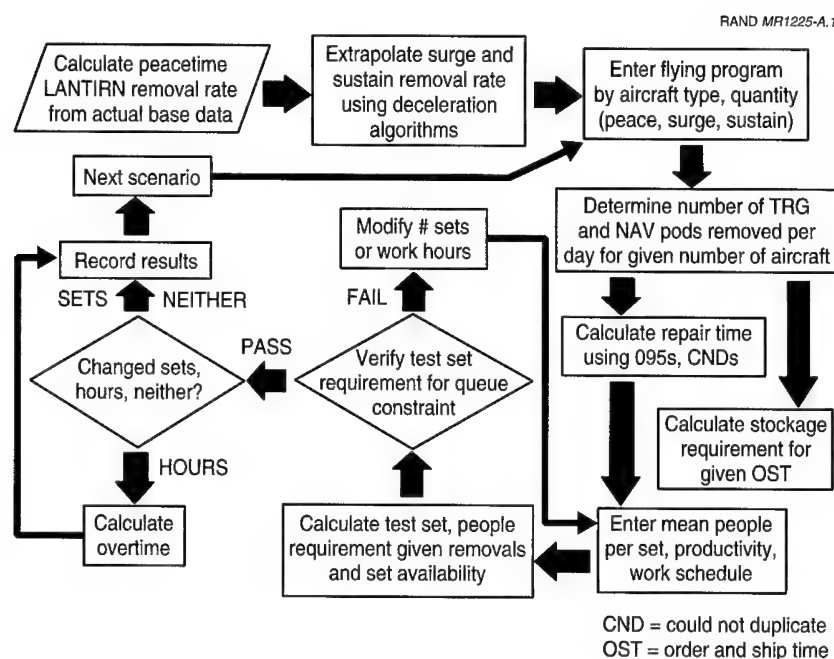 RAND MR1225-A.1
Calculate peacetime
LANTIRN removal rate
from actual base data
Extrapolate surge and
sustain removal rate
using deceleration
algorithms
Enter flying program
by aircraft type, quantity
(peace, surge, sustain)
Next scenario
Determine number of TRG
and NAV pods removed per
day for given number of aircraft
Modify # sets
or work hours
Record results
SETS
NEITHER
FAIL
Calculate repair time
using 095s, CNDs
Changed sets,
hours, neither?
PASS
Verify test set
requirement for queue
constraint
Calculate stockage
requirement for
given OST
HOURS
Calculate
overtime
Calculate test set, people
requirement given removals
and set availability
Enter mean people
per set, productivity,
work schedule
CND = could not duplicate
OST = order and ship time